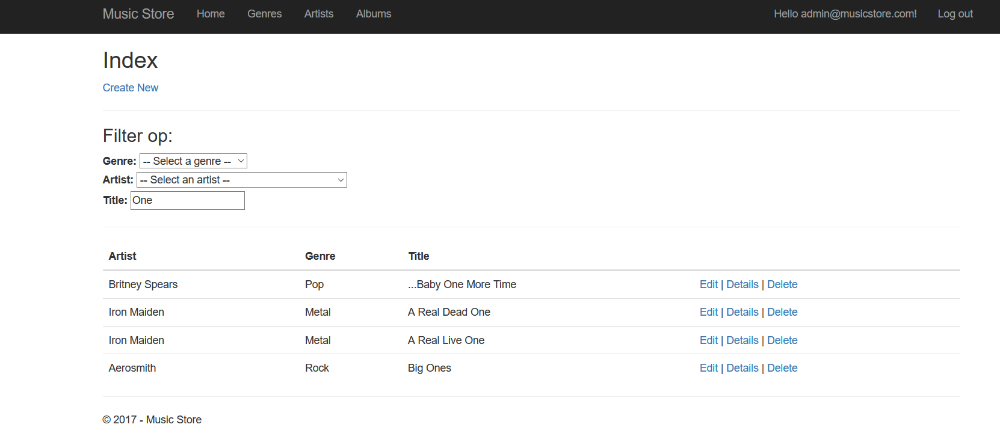 Music Store Home Genres Artists Albums Hello admin@musicstore.com! Log out
Index
Create New
Filter op:
Genre: -- Select a genre --
Artist: -- Select an artist --
Title: One
Artist Genre Title
Britney Spears Pop ...Baby One More Time Edit | Details | Delete
Iron Maiden Metal A Real Dead One Edit | Details | Delete
Iron Maiden Metal A Real Live One Edit | Details | Delete
Aerosmith Rock Big Ones Edit | Details | Delete
© 2017 - Music Store